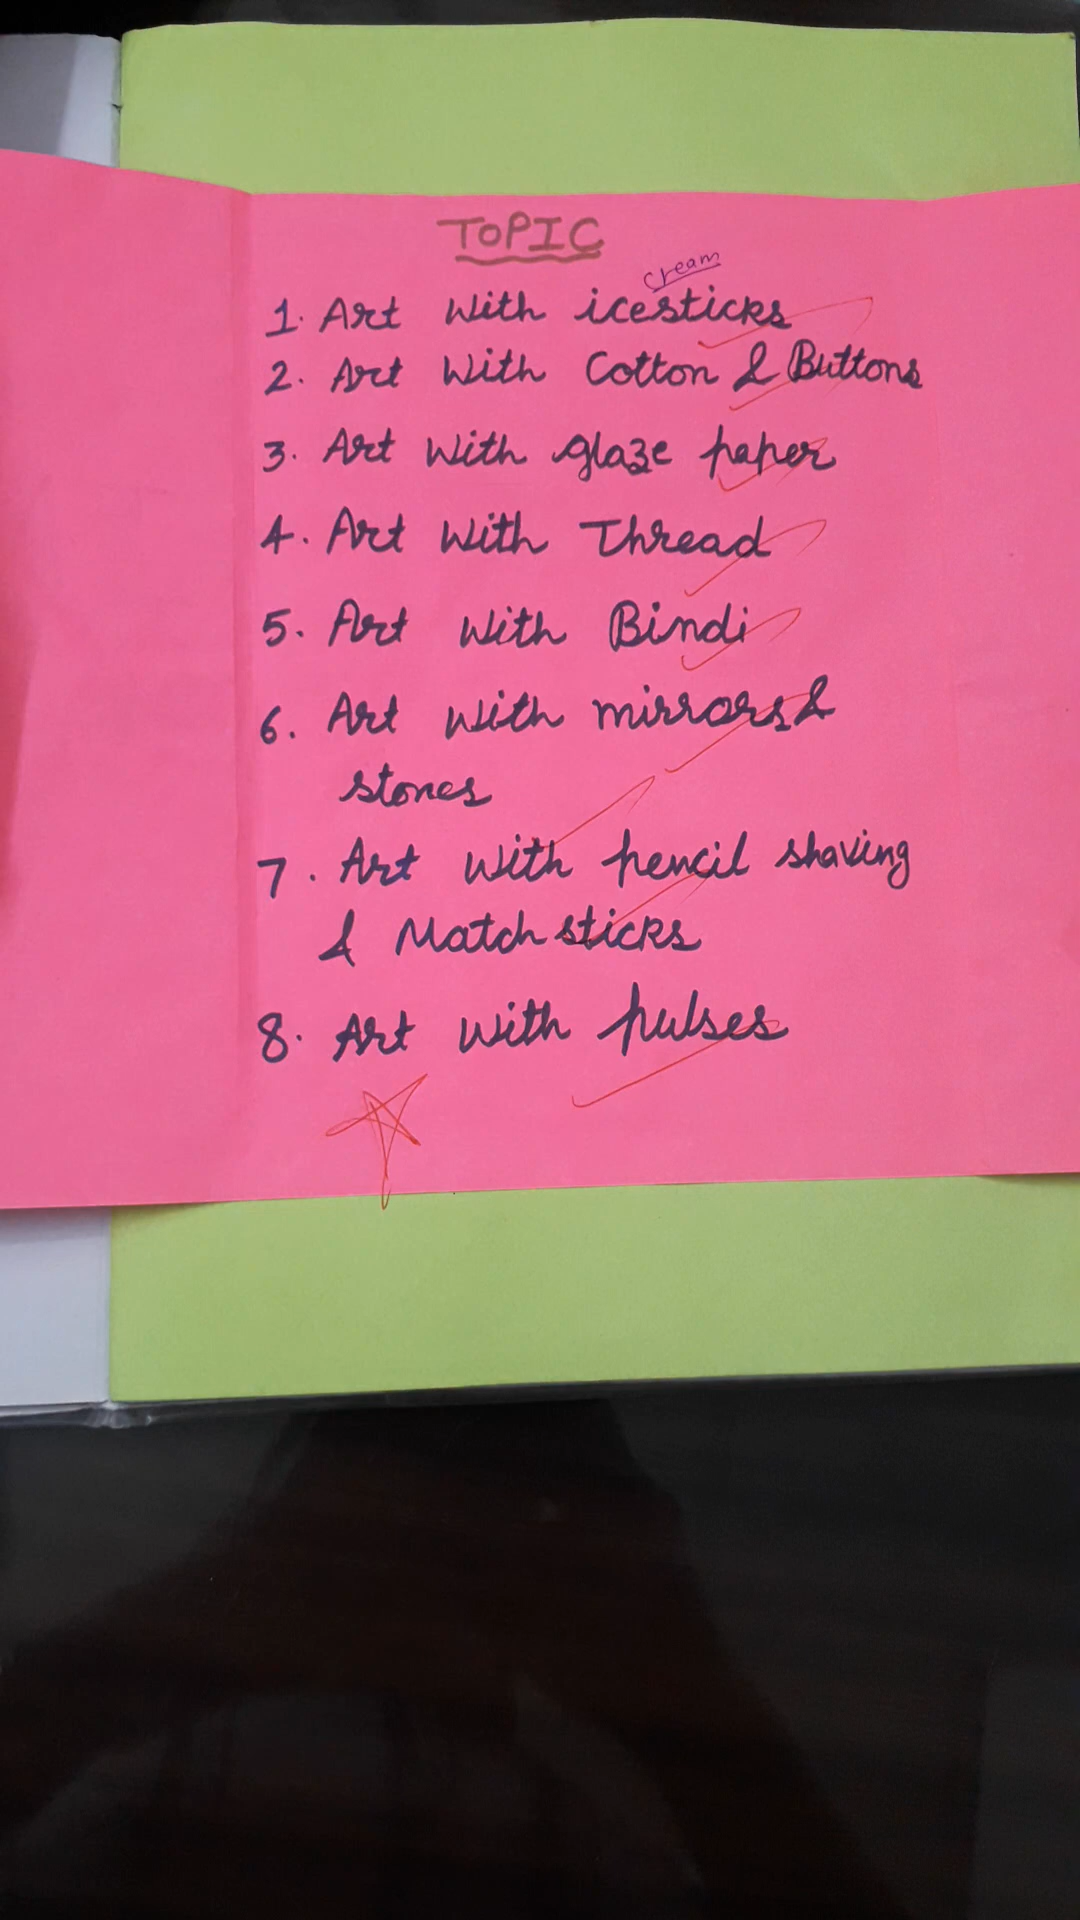 TOPIC
cream
1. Art With icesticks
2. Art With Cotton & Buttons
3. Art With glaze paper
4. Art With Thread
5. Art With Bindi
6. Art With mirrors &
stones
7. Art With pencil shaving
& Match sticks
8. Art With pulses